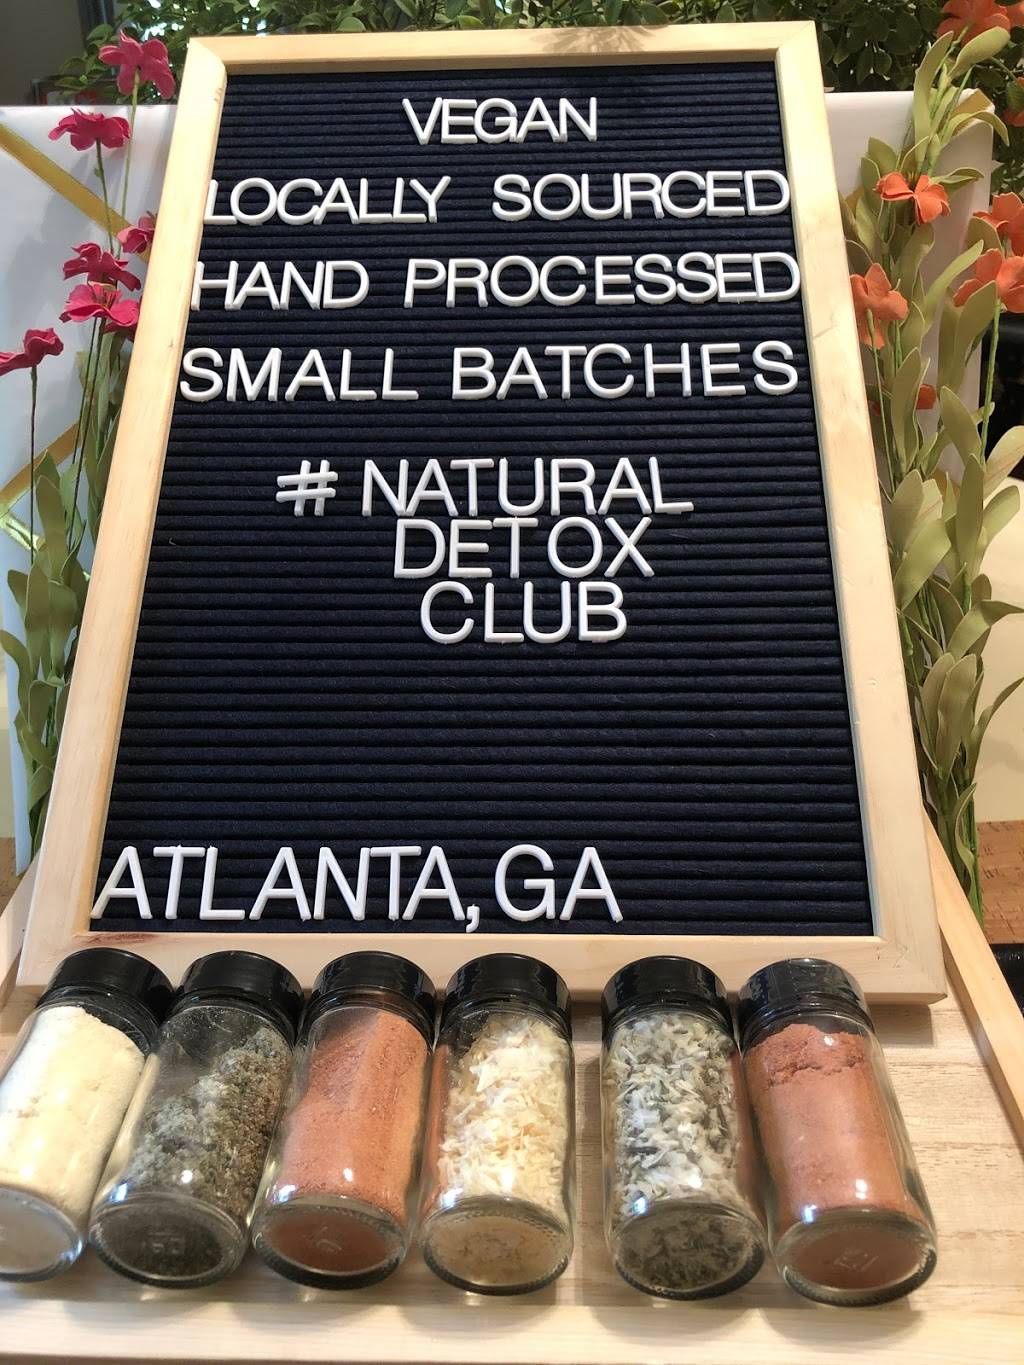 VEGAN
LOCALLY SOURCED
HAND PROCESSED
SMALL BATCHES
# NATURAL
DETOX
CLUB
ATLANTA, GA